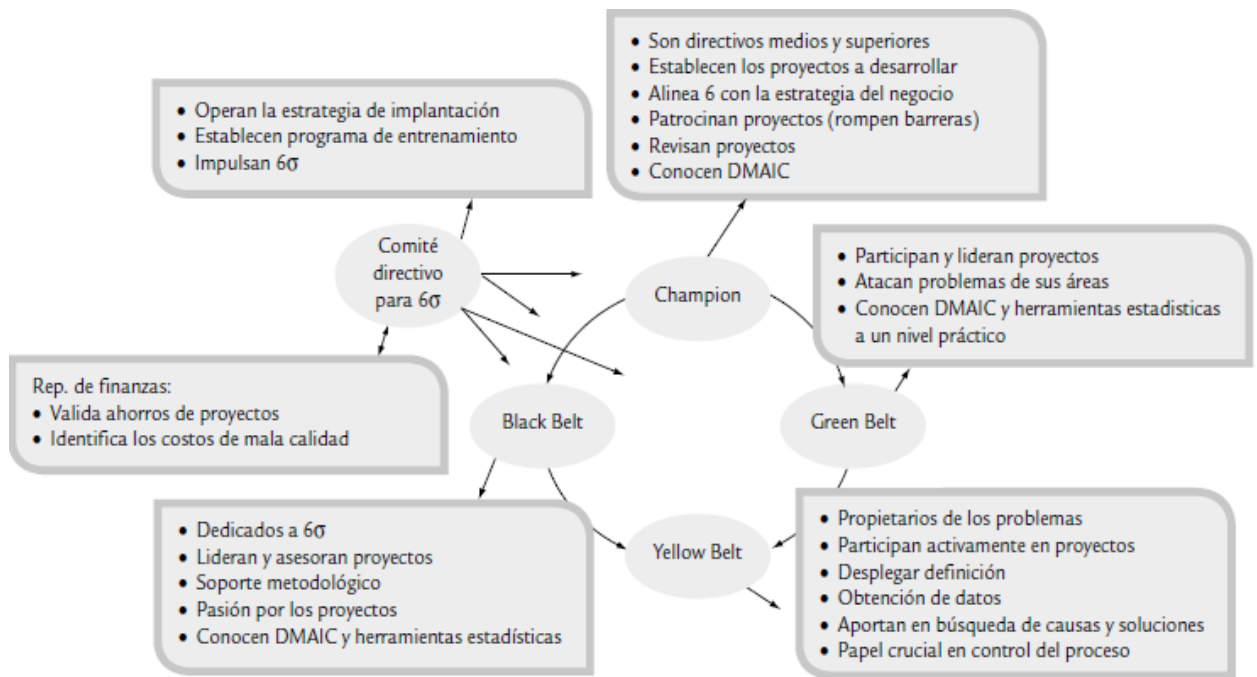 • Son directivos medios y superiores
• Establecen los proyectos a desarrollar
• Alinea 6 con la estrategia del negocio
• Patrocinan proyectos (rompen barreras)
• Revisan proyectos
• Conocen DMAIC
• Operan la estrategia de implantación
• Establecen programa de entrenamiento
• Impulsan 6σ
Comité
directivo
para 6σ
Champion
• Participan y lideran proyectos
• Atacan problemas de sus áreas
• Conocen DMAIC y herramientas estadisticas
a un nivel práctico
Rep. de finanzas:
• Valida ahorros de proyectos
• Identifica los costos de mala calidad
Black Belt
Green Belt
• Dedicados a 6σ
• Lideran y asesoran proyectos
• Soporte metodológico
• Pasión por los proyectos
• Conocen DMAIC y herramientas estadísticas
Yellow Belt
• Propietarios de los problemas
• Participan activamente en proyectos
• Desplegar definición
• Obtención de datos
• Aportan en búsqueda de causas y soluciones
• Papel crucial en control del proceso